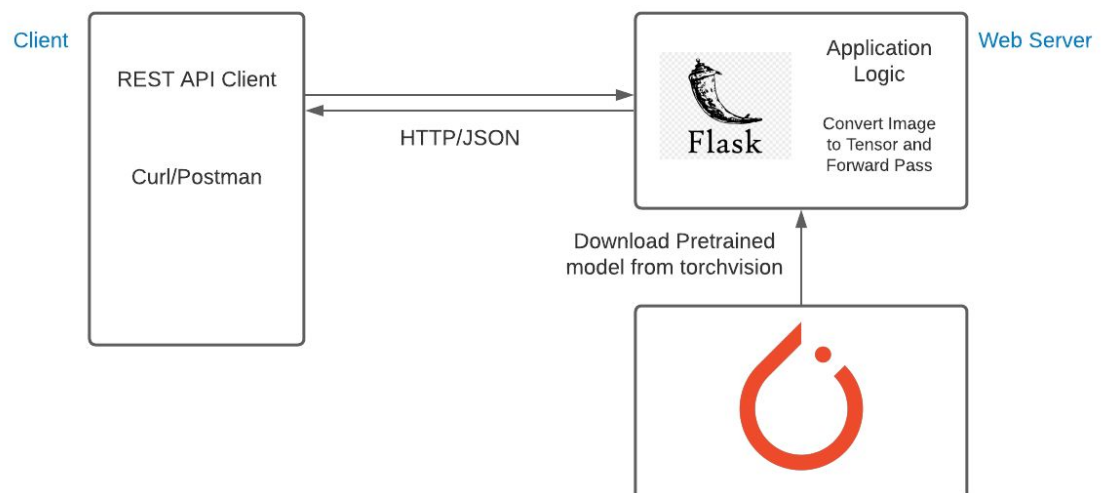 Client
REST API Client
Curl/Postman
HTTP/JSON
Flask
Application
Logic
Convert Image
to Tensor and
Forward Pass
Web Server
Download Pretrained
model from torchvision